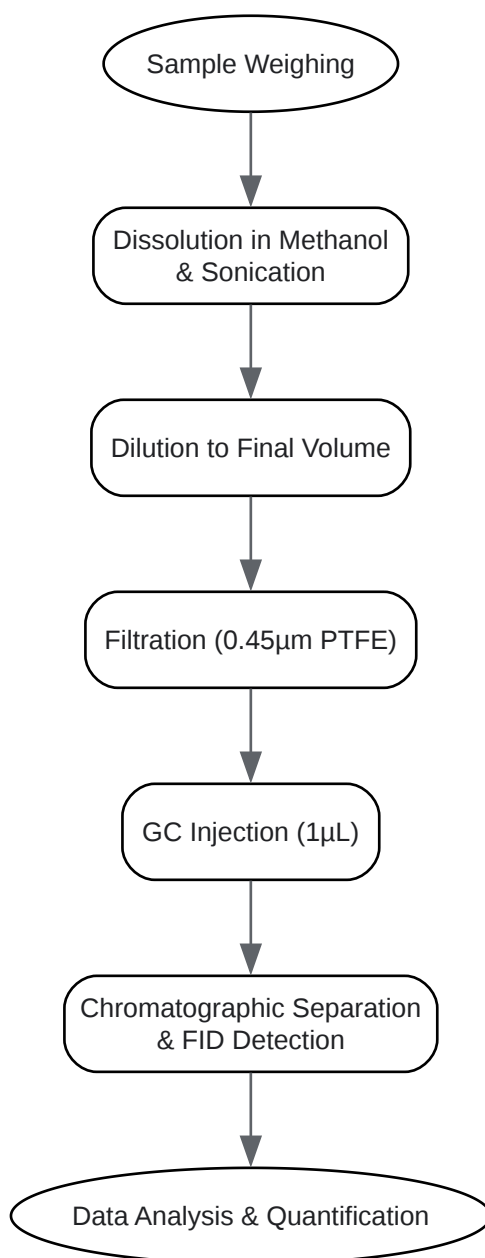 Sample Weighing
Dissolution in Methanol
& Sonication
Dilution to Final Volume
Filtration (0.45µm PTFE)
GC Injection (1µL)
Chromatographic Separation
& FID Detection
Data Analysis & Quantification